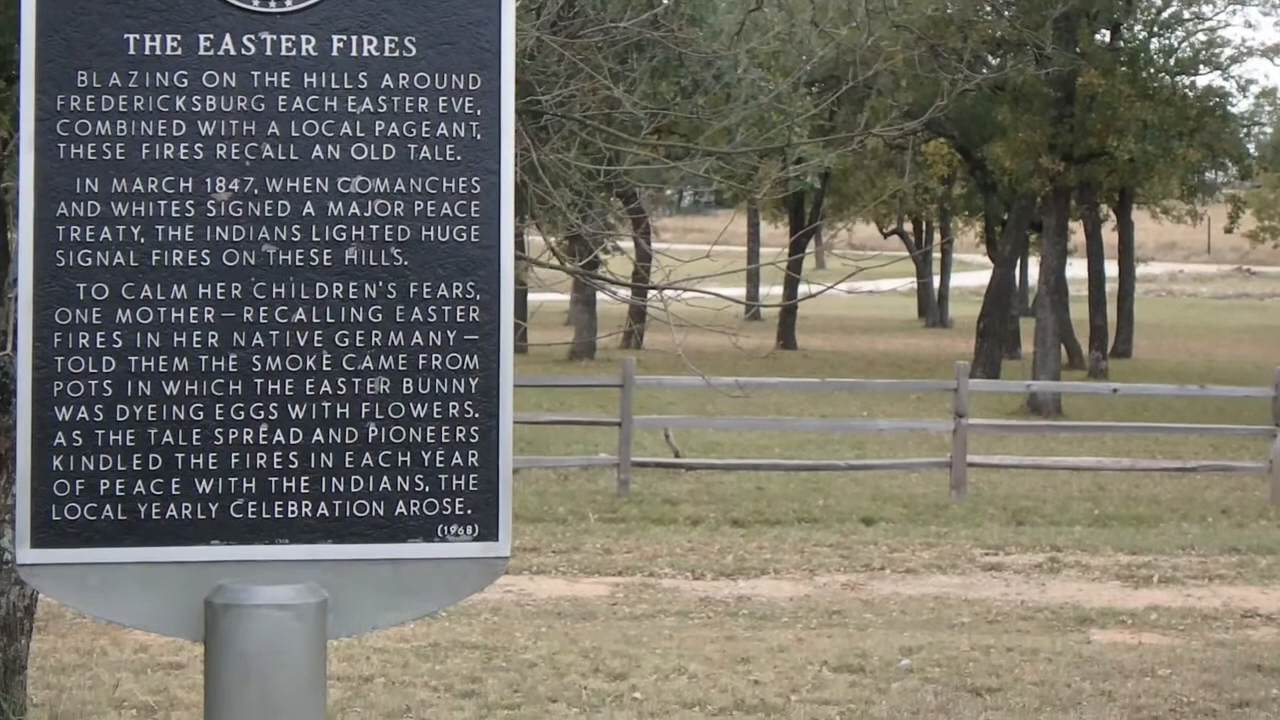 THE EASTER FIRES
BLAZING ON THE HILLS AROUND
FREDERICKSBURG EACH EASTER EVE,
COMBINED WITH A LOCAL PAGEANT,
THESE FIRES RECALL AN OLD TALE.
IN MARCH 1847, WHEN COMANCHES
AND WHITES SIGNED A MAJOR PEACE
TREATY, THE INDIANS LIGHTED HUGE
SIGNAL FIRES ON THESE HILLS.
TO CALM HER CHILDREN'S FEARS,
ONE MOTHER—RECALLING EASTER
FIRES IN HER NATIVE GERMANY—
TOLD THEM THE SMOKE CAME FROM
POTS IN WHICH THE EASTER BUNNY
WAS DYEING EGGS WITH FLOWERS.
AS THE TALE SPREAD AND PIONEERS
KINDLED THE FIRES IN EACH YEAR
OF PEACE WITH THE INDIANS, THE
LOCAL YEARLY CELEBRATION AROSE.
(1968)